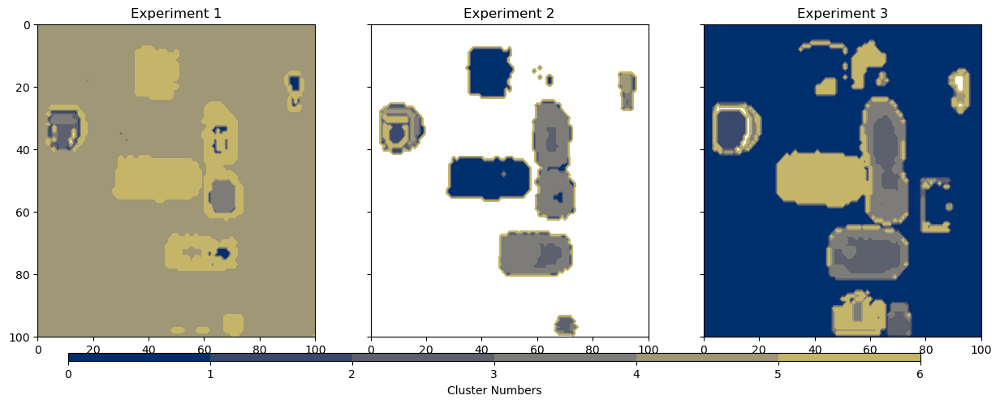 Experiment 1
Experiment 2
Experiment 3
0
20
40
60
80
100
0 20 40 60 80 100
0 20 40 60 80 100
0 20 40 60 80 100
0 1 2 3 4 5 6
Cluster Numbers